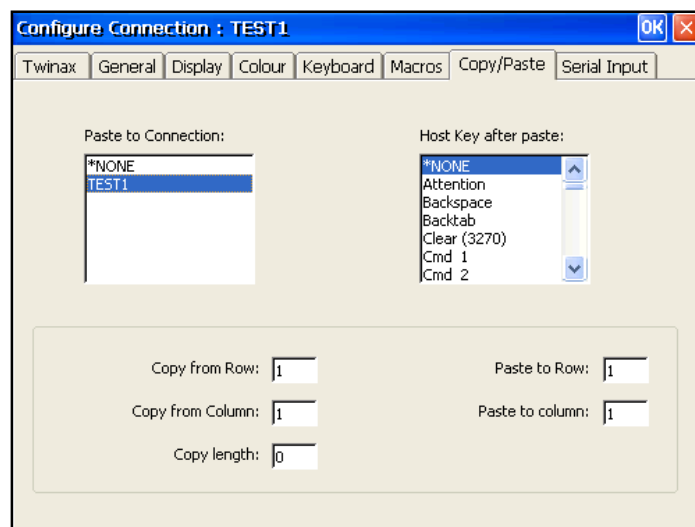 Configure Connection : TEST1 OK
Twinax General Display Colour Keyboard Macros Copy/Paste Serial Input
Paste to Connection: Host Key after paste:
*NONE *NONE
TEST1 Attention
Backspace
Backtab
Clear (3270)
Cmd 1
Cmd 2
Copy from Row: 1 Paste to Row: 1
Copy from Column: 1 Paste to column: 1
Copy length: 0